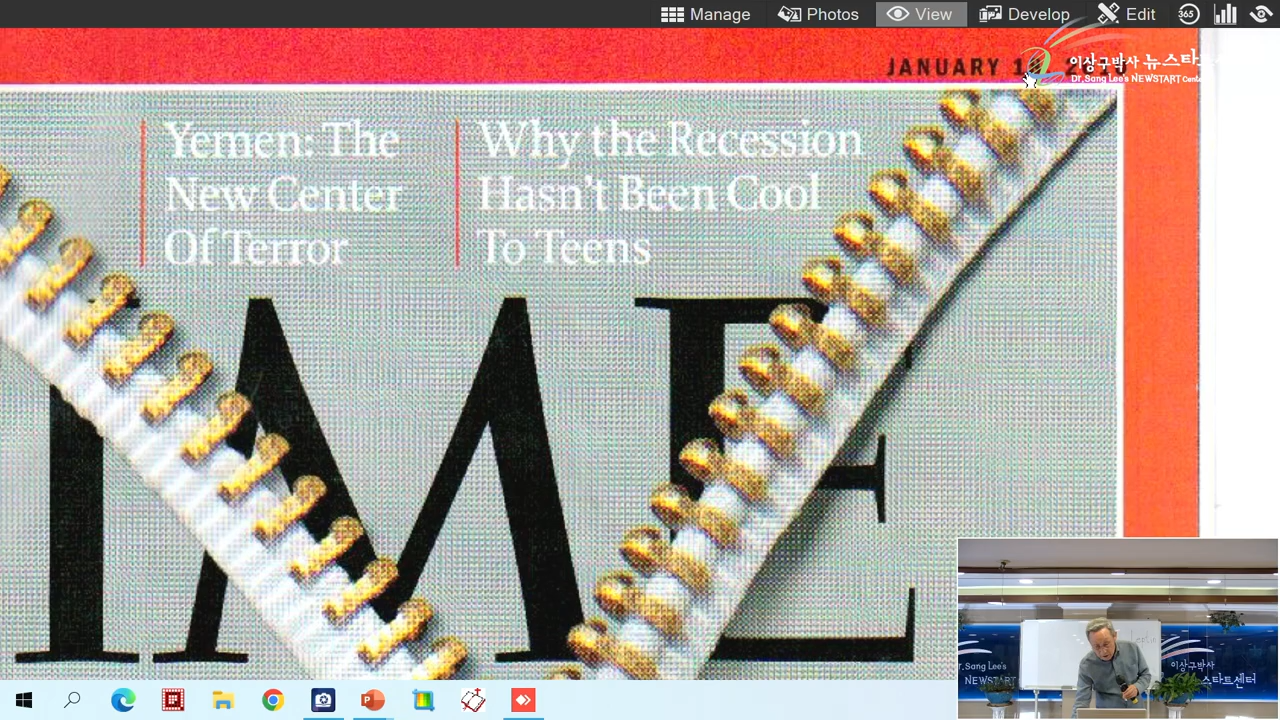 Manage Photos View Develop Edit 365
JANUARY 1
이상구박사 뉴스타
Dr.Sang Lee's NEWSTART Cente
Yemen: The
New Center
Of Terror
Why the Recession
Hasn't Been Cool
To Teens
IME
r.Sang Lee's
NEWSTART
이상구박사
스타트센터